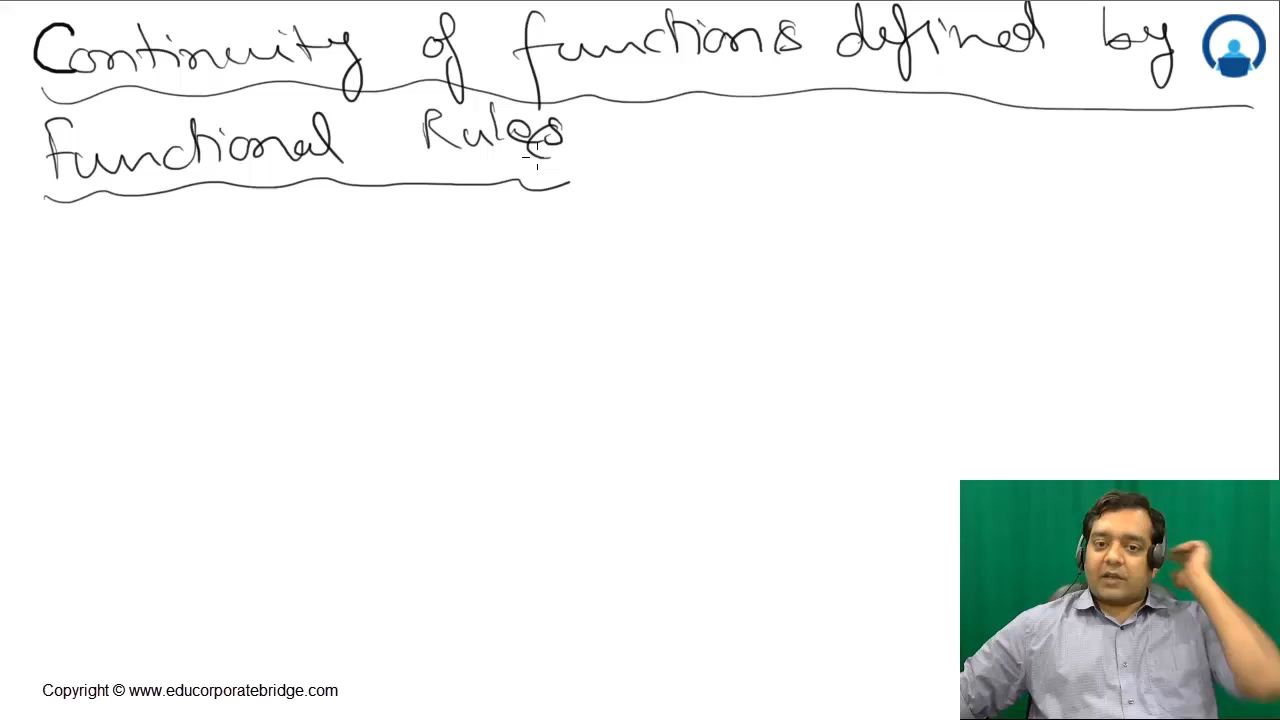 Continuity of functions defined by
Functional Rules
Copyright © www.educorporatebridge.com